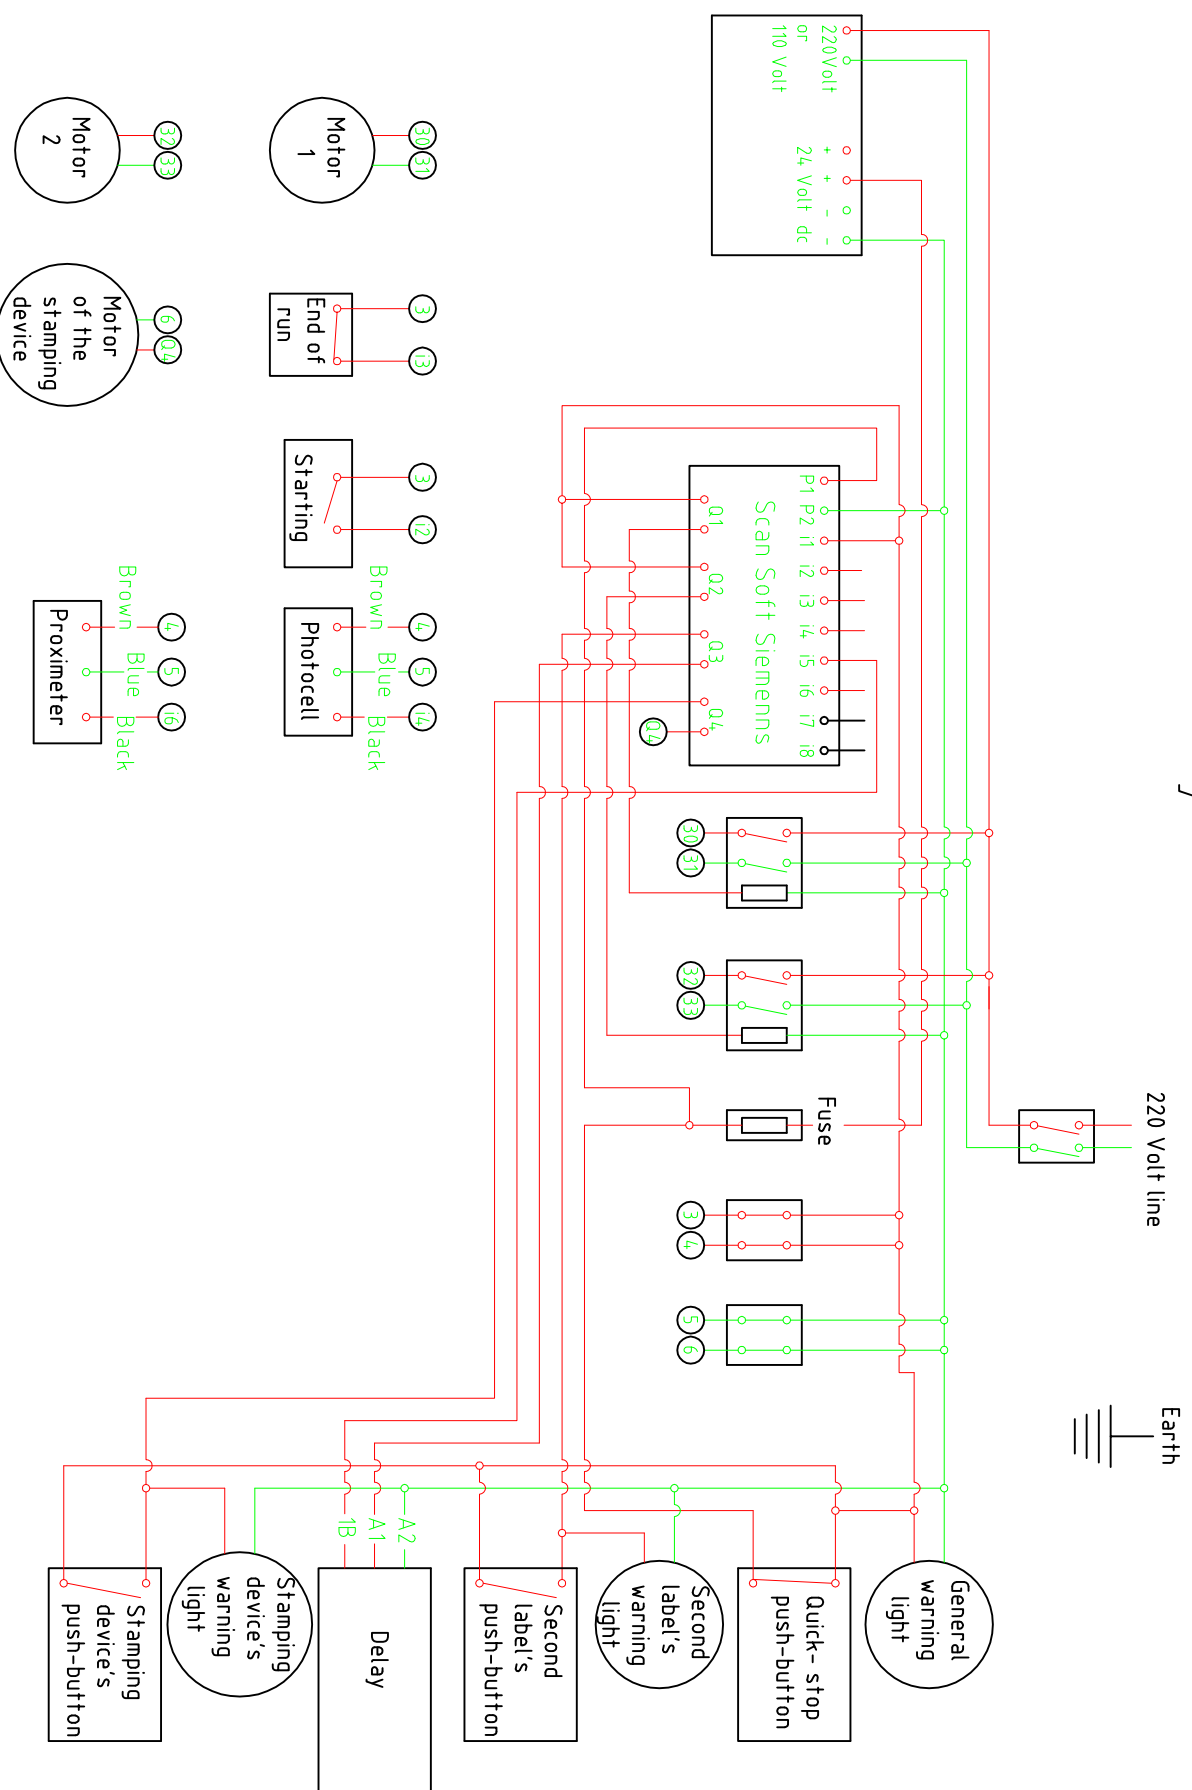 220Volt
or
110 Volt
+ + - -
24 Volt dc
220 Volt line
Earth
P1 P2 i1 i2 i3 i4 i5 i6 i7 i8
Scan Soft Siemenns
Q1 Q2 Q3 Q4
Q4
30
31
32
33
Fuse
3
4
5
6
30
31
Motor
1
32
33
Motor
2
3
i3
End of
run
6
Q4
Motor
of the
stamping
device
3
i2
Starting
4
5
i4
Brown
Blue
Black
Photocell
4
5
i6
Brown
Blue
Black
Proximeter
General
warning
light
Quick-stop
push-button
Second
label's
warning
light
Second
label's
push-button
A2
A1
1B
Delay
Stamping
device's
warning
light
Stamping
device's
push-button